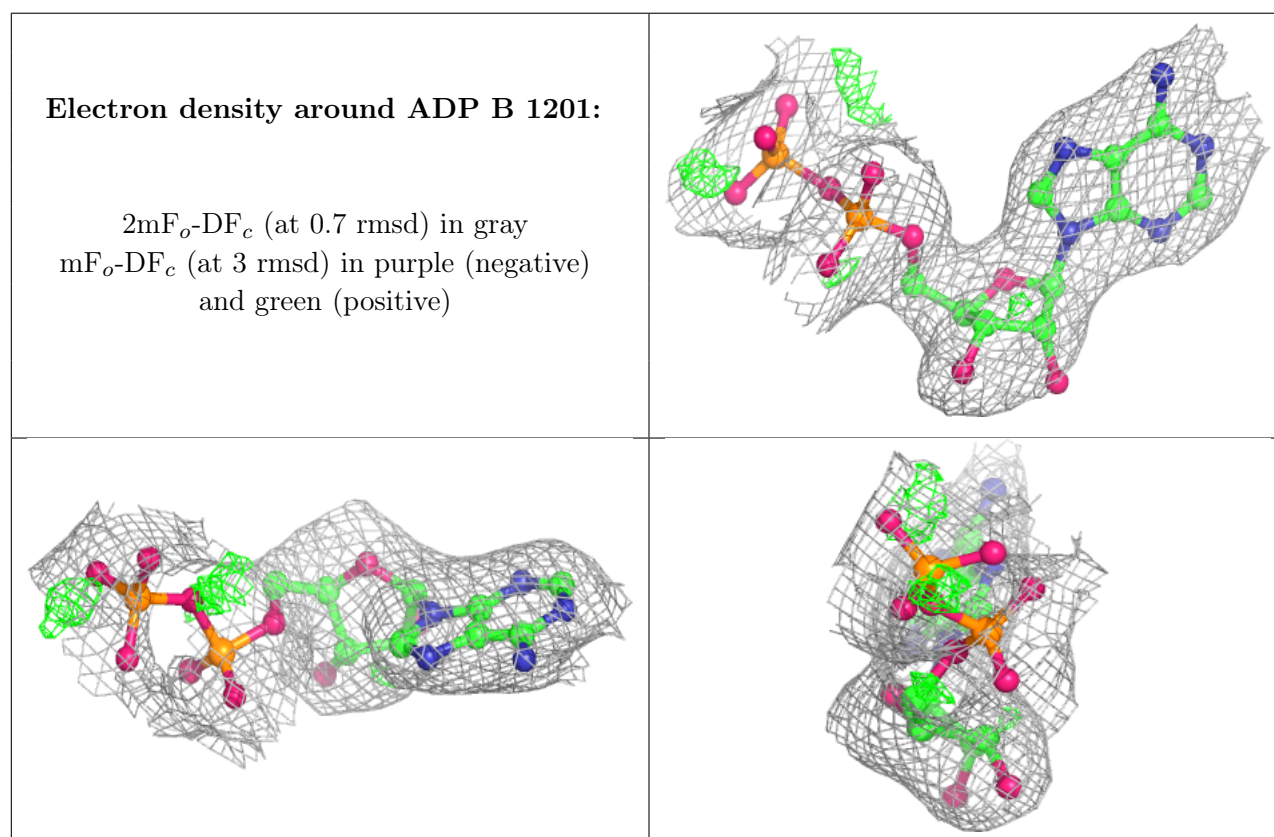 Electron density around ADP B 1201:
2mFo-DFc (at 0.7 rmsd) in gray
mFo-DFc (at 3 rmsd) in purple (negative)
and green (positive)